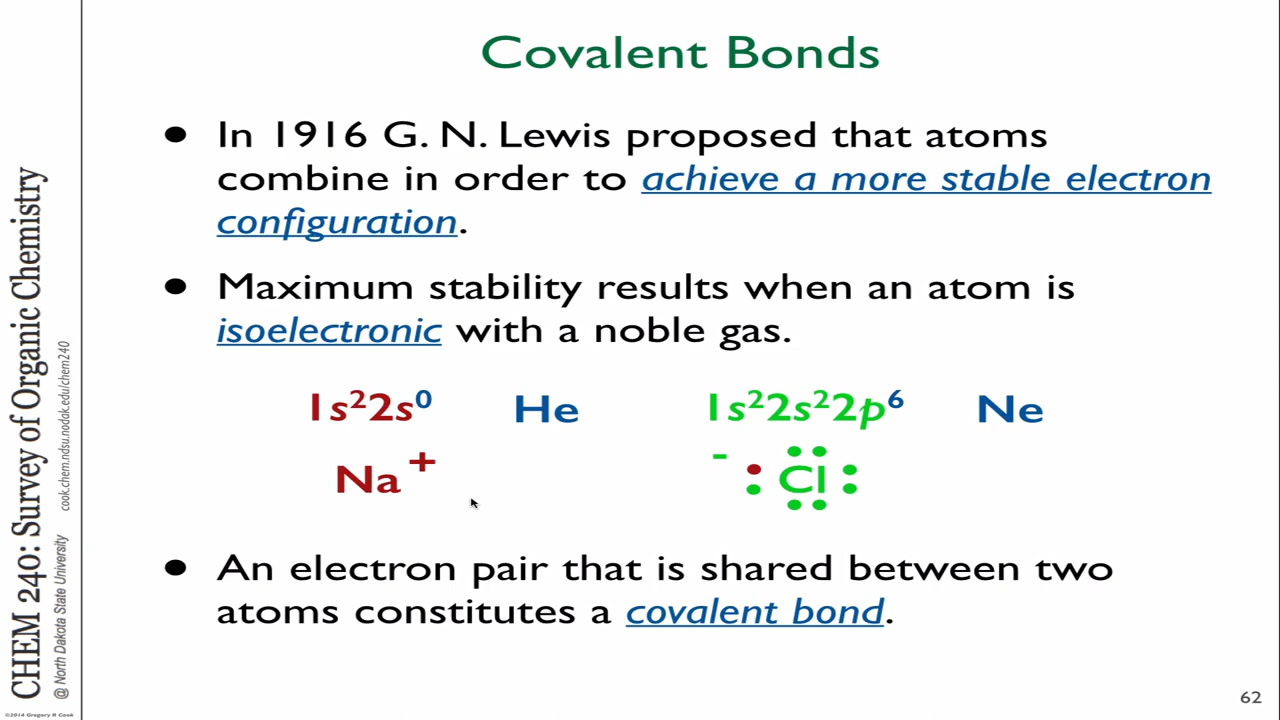 Covalent Bonds
● In 1916 G. N. Lewis proposed that atoms
combine in order to achieve a more stable electron
configuration.
● Maximum stability results when an atom is
isoelectronic with a noble gas.
1s²2s⁰ He 1s²2s²2p⁶ Ne
Na⁺ ⁻ Cl
● An electron pair that is shared between two
atoms constitutes a covalent bond.
62
CHEM 240: Survey of Organic Chemistry
@ North Dakota State University cook.chem.ndsu.nodak.edu/chem240
©2014 Gregory R Cook